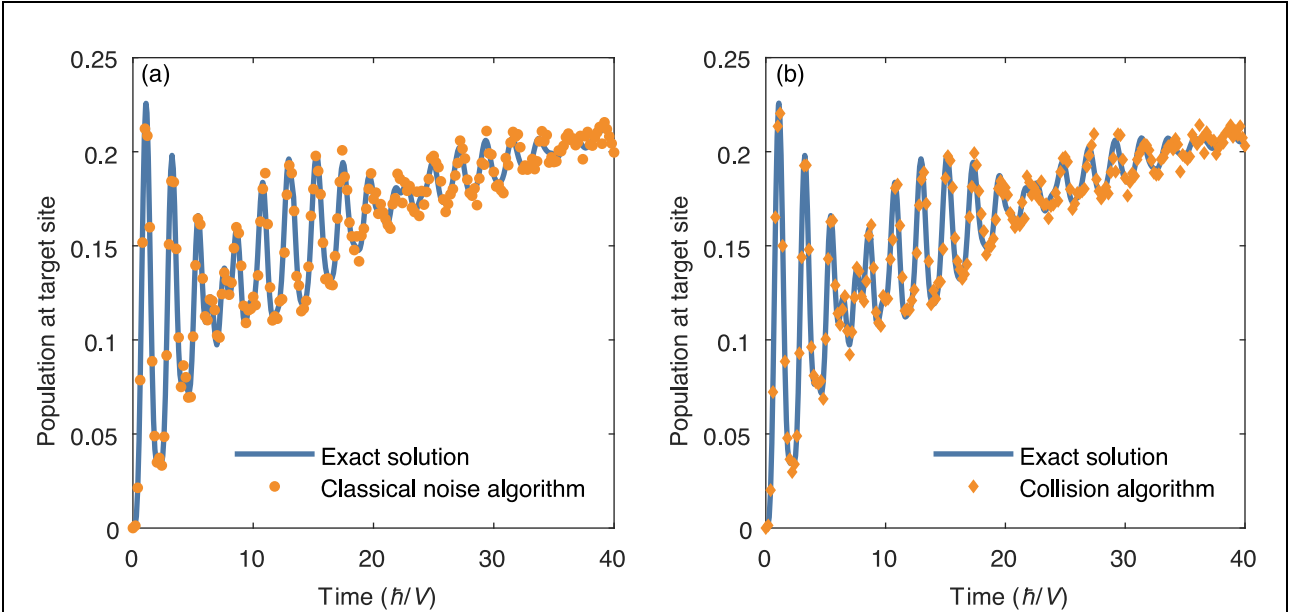 (a)
0.25
0.2
0.15
0.1
0.05
0
Population at target site
Exact solution
Classical noise algorithm
0 10 20 30 40
Time (ℏ/V)
(b)
0.25
0.2
0.15
0.1
0.05
0
Population at target site
Exact solution
Collision algorithm
0 10 20 30 40
Time (ℏ/V)